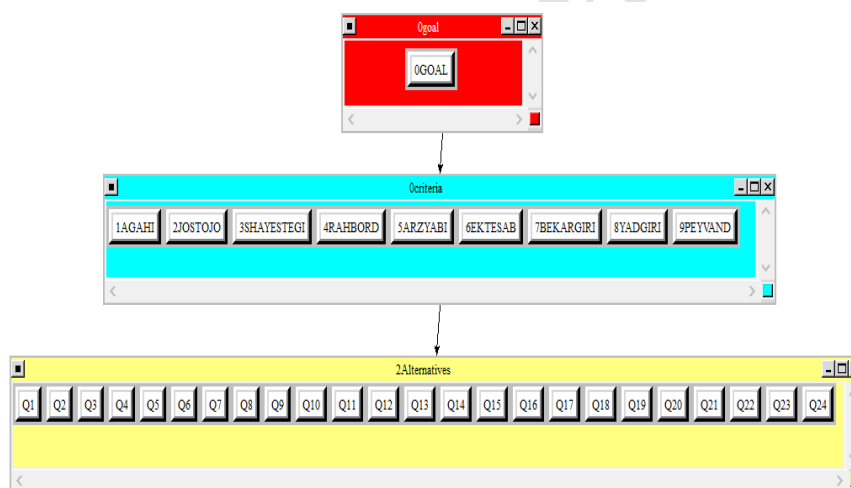 0goal
0GOAL
0criteria
1AGAHI 2JOSTOJO 3SHAYESTEGI 4RAHBORD 5ARZYABI 6EKTESAB 7BEKARGIRI 8YADGIRI 9PEYVAND
2Alternatives
Q1 Q2 Q3 Q4 Q5 Q6 Q7 Q8 Q9 Q10 Q11 Q12 Q13 Q14 Q15 Q16 Q17 Q18 Q19 Q20 Q21 Q22 Q23 Q24